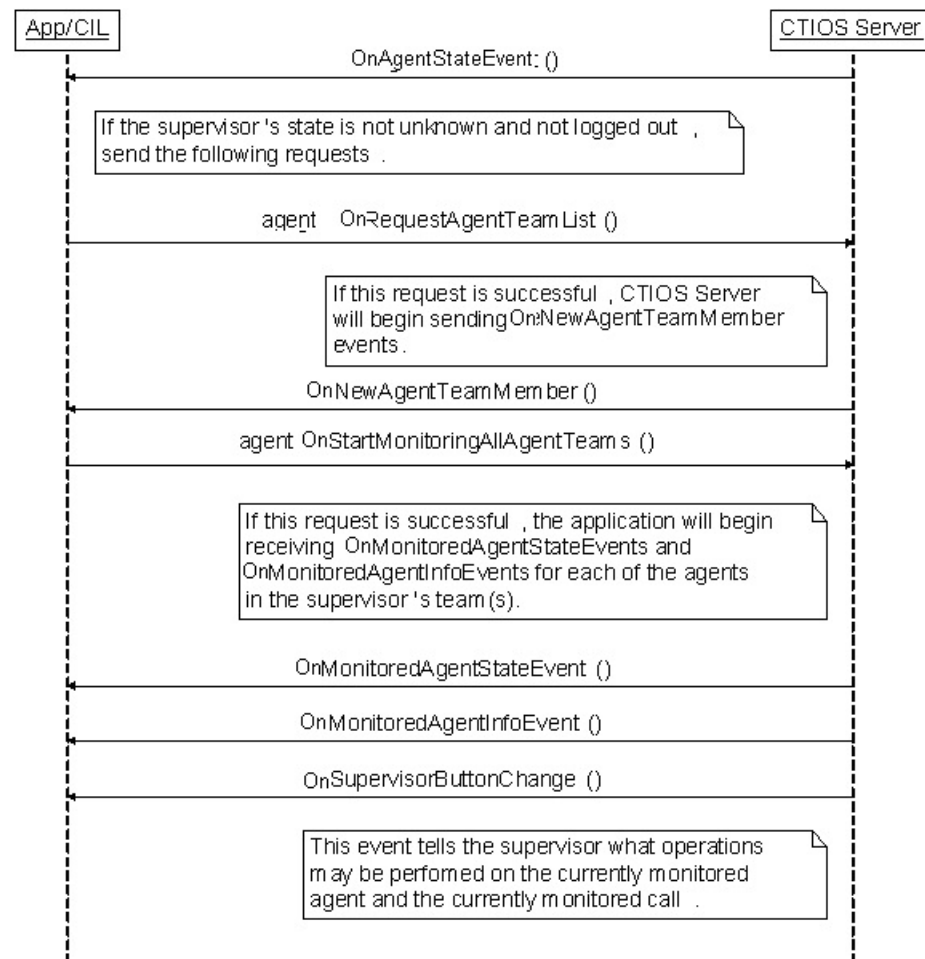 App/CIL
CTIOS Server
OnAgentStateEvent: ()
If the supervisor 's state is not unknown and not logged out ,
send the following requests .
agent OnRequestAgentTeamList ()
If this request is successful , CTIOS Server
will begin sendingOn:NewAgentTeamMember
events.
OnNewAgentTeamMember ()
agent OnStartMonitoringAllAgentTeams ()
If this request is successful , the application will begin
receiving OnMonitoredAgentStateEvents and
OnMonitoredAgentInfoEvents for each of the agents
in the supervisor 's team(s).
OnMonitoredAgentStateEvent ()
OnMonitoredAgentInfoEvent ()
OnSupervisorButtonChange ()
This event tells the supervisor what operations
may be perfomed on the currently monitored
agent and the currently monitored call .